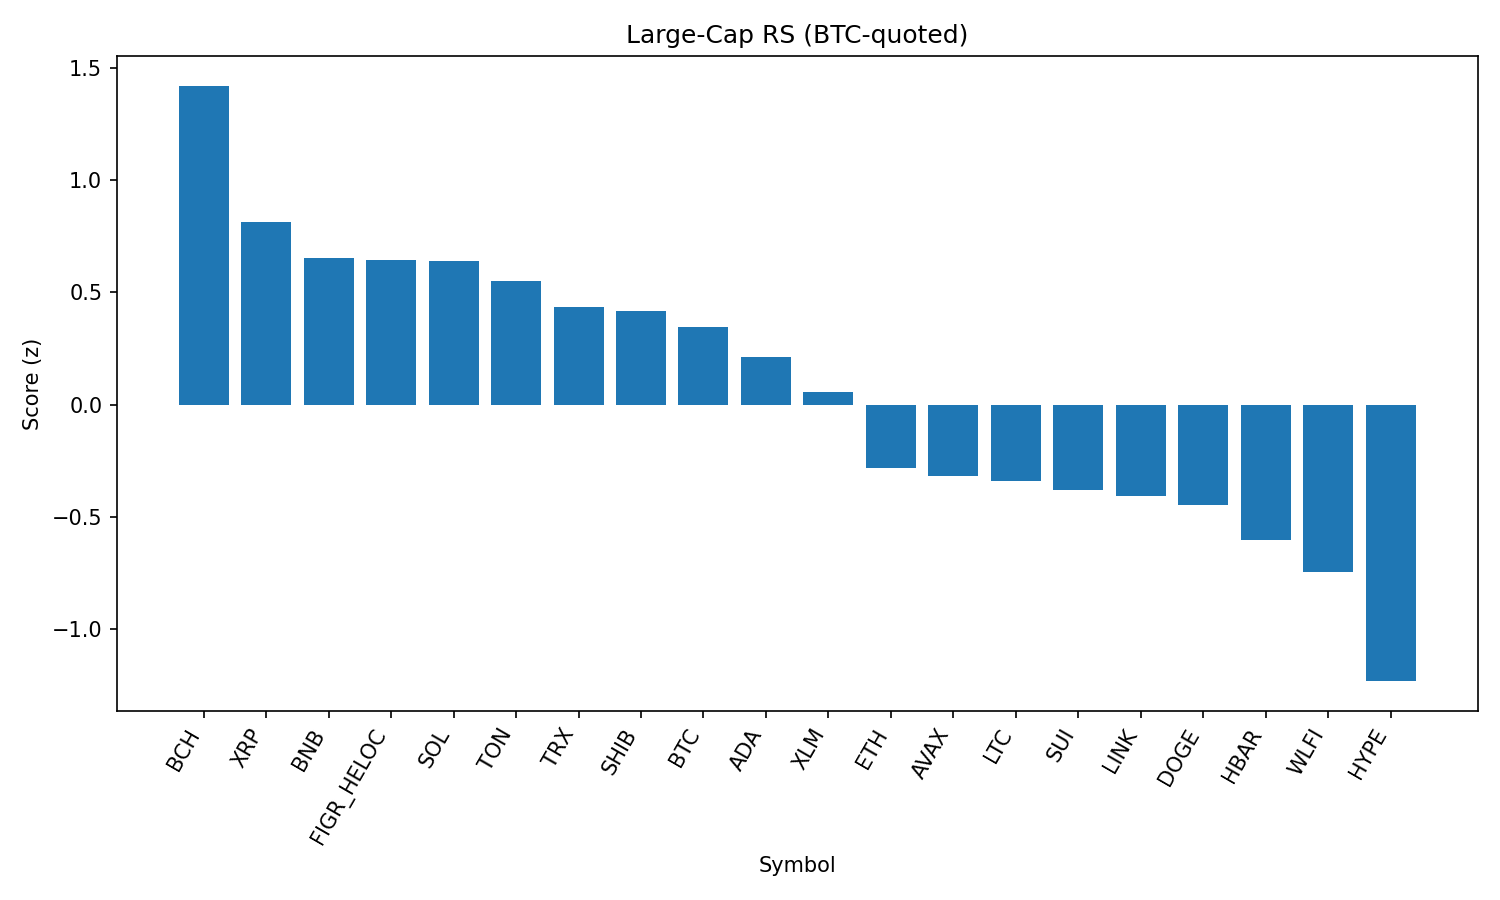 Large-Cap RS (BTC-quoted)
1.5
1.0
0.5
0.0
−0.5
−1.0
Score (z)
BCH
XRP
BNB
FIGR_HELOC
SOL
TON
TRX
SHIB
BTC
ADA
XLM
ETH
AVAX
LTC
SUI
LINK
DOGE
HBAR
WLFI
HYPE
Symbol